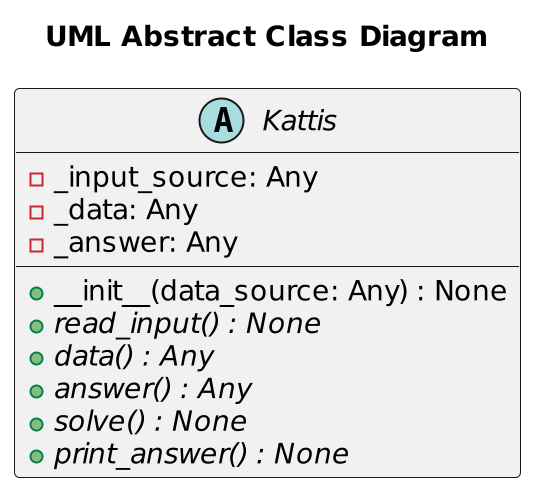 UML Abstract Class Diagram
A Kattis
_input_source: Any
_data: Any
_answer: Any
__init__(data_source: Any) : None
read_input() : None
data() : Any
answer() : Any
solve() : None
print_answer() : None